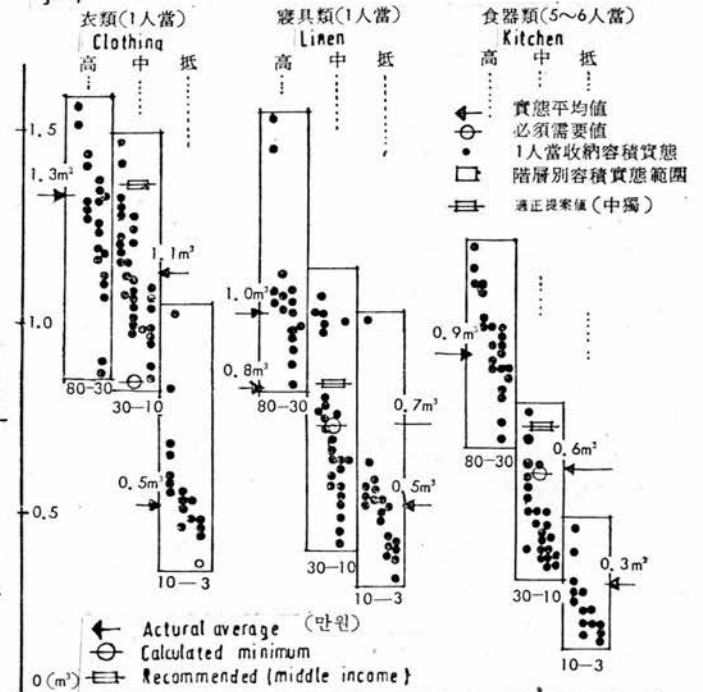 衣類(1人當)
Clothing
高 中 抵
寢具類(1人當)
Linen
高 中 抵
食器類(5~6人當)
Kitchen
高 中 抵
實態平均値
必須需要値
1人當收納容積實態
階層別容積實態範圍
適正提案値(中獨)
1.5
1.0
0.5
0(m³)
1.3m³
1.1m³
0.5m³
80-30
30-10
10—3
1.0m³
0.8m³
0.7m³
0.5m³
80-30
30-10
10—3
0.9m³
0.6m³
0.3m²
80-30
30-10
10-3
(만원)
Actural average
Calculated minimum
Recommended (middle income}